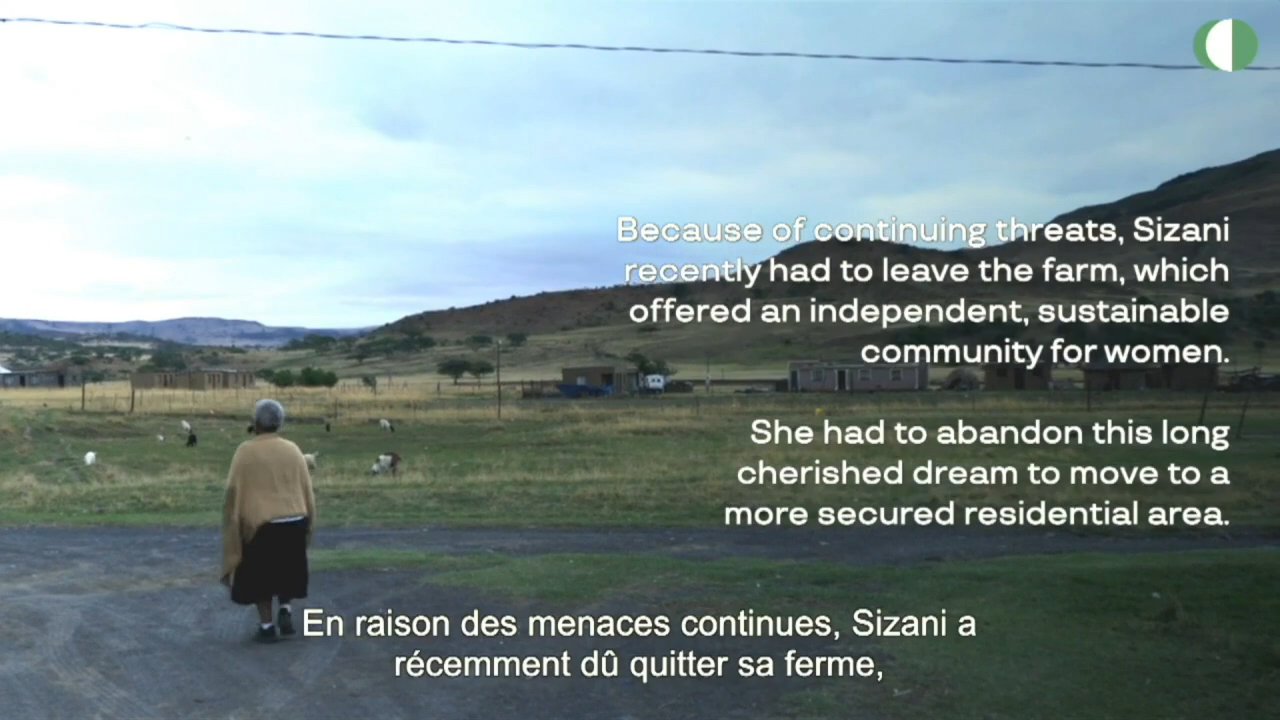 Because of continuing threats, Sizani
recently had to leave the farm, which
offered an independent, sustainable
community for women.
She had to abandon this long
cherished dream to move to a
more secured residential area.
En raison des menaces continues, Sizani a
récemment dû quitter sa ferme,